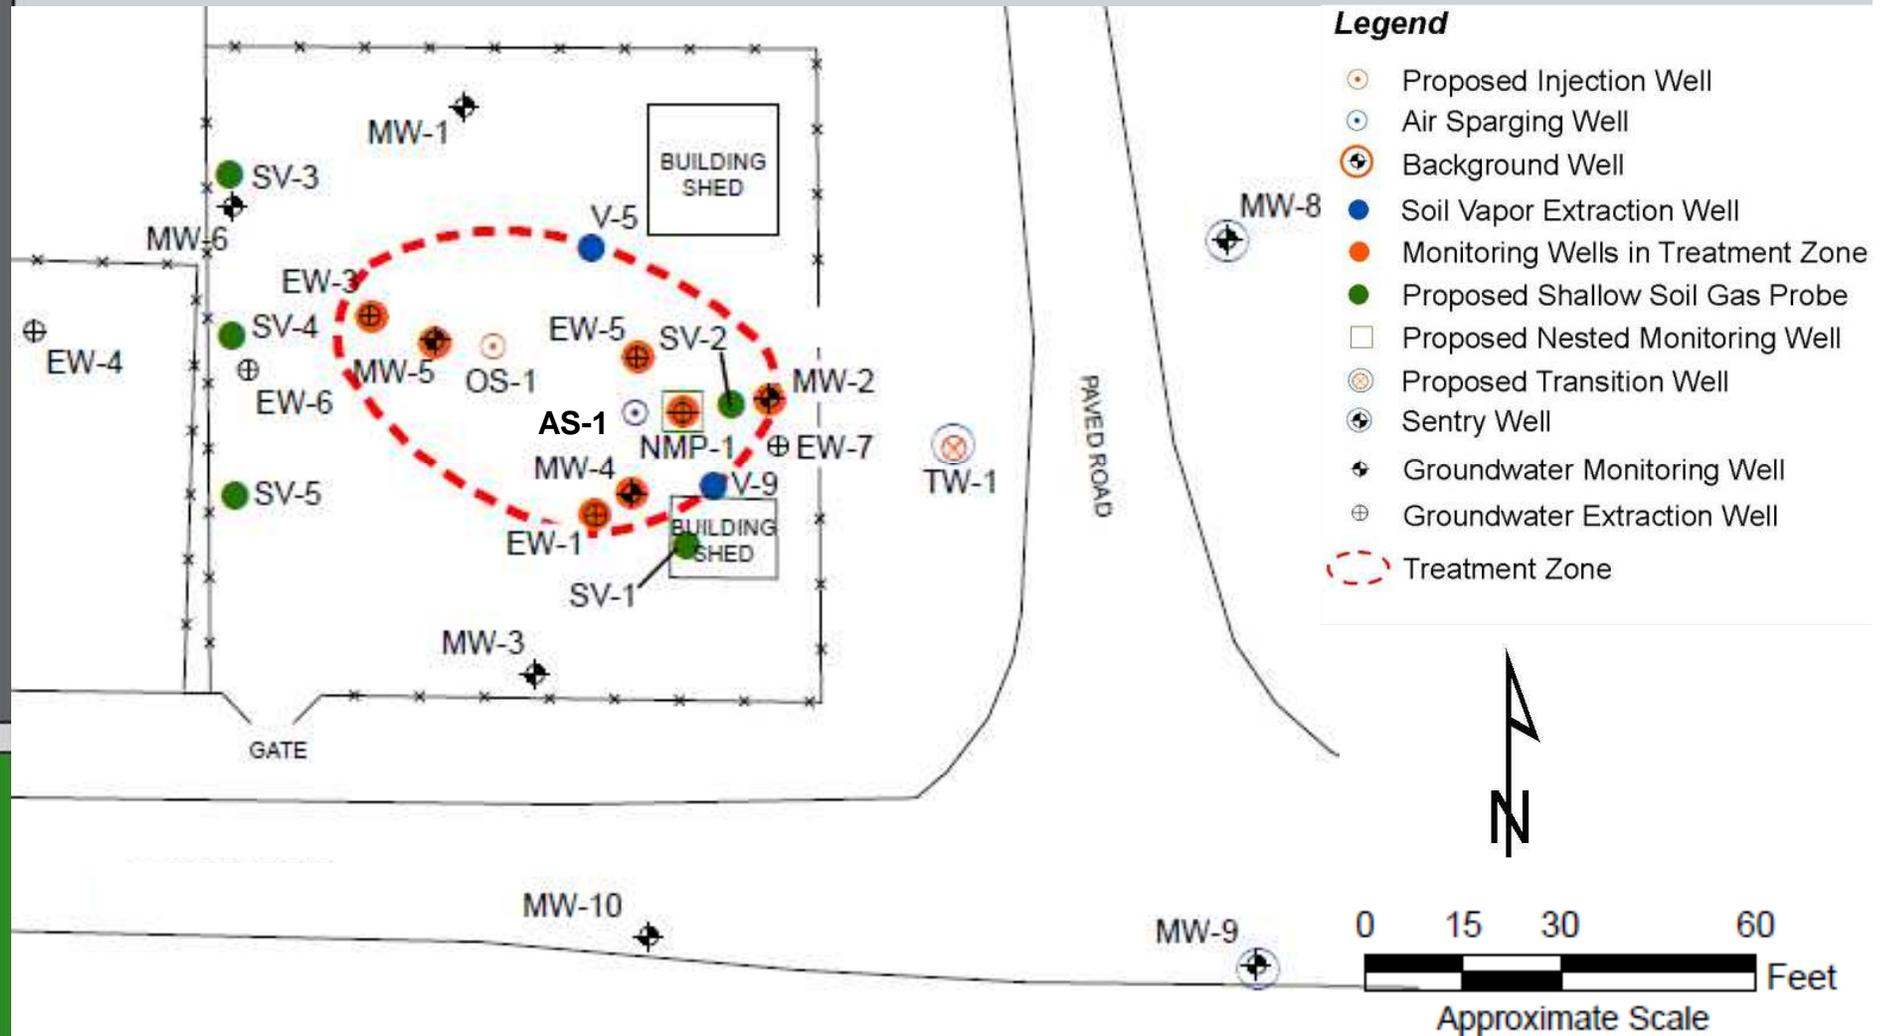 Legend
Proposed Injection Well
Air Sparging Well
Background Well
Soil Vapor Extraction Well
Monitoring Wells in Treatment Zone
Proposed Shallow Soil Gas Probe
Proposed Nested Monitoring Well
Proposed Transition Well
Sentry Well
Groundwater Monitoring Well
Groundwater Extraction Well
Treatment Zone
MW-1
BUILDING
SHED
SV-3
MW-6
V-5
MW-8
EW-3
SV-4
EW-4
EW-6
MW-5
OS-1
EW-5
SV-2
MW-2
AS-1
NMP-1
EW-7
MW-4
V-9
TW-1
PAVED ROAD
SV-5
EW-1
BUILDING
SHED
SV-1
MW-3
GATE
N
MW-10
MW-9
0 15 30 60
Feet
Approximate Scale